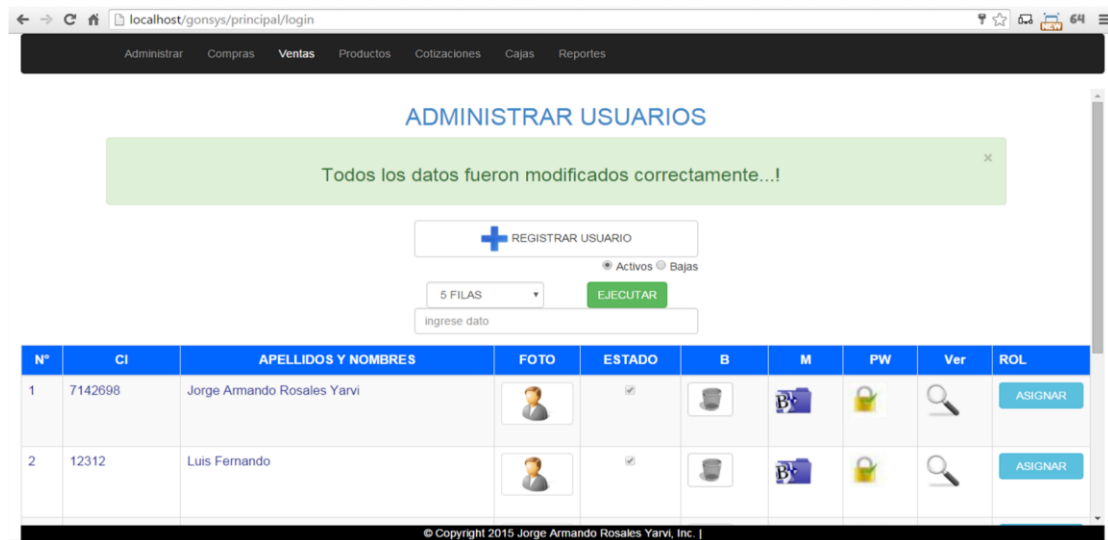 localhost/gonsys/principal/login
NEW
64
Administrar Compras Ventas Productos Cotizaciones Cajas Reportes
ADMINISTRAR USUARIOS
Todos los datos fueron modificados correctamente...! ×
REGISTRAR USUARIO
Activos Bajas
5 FILAS EJECUTAR
ingrese dato
N° CI APELLIDOS Y NOMBRES FOTO ESTADO B M PW Ver ROL
1 7142698 Jorge Armando Rosales Yarvi ASIGNAR
2 12312 Luis Fernando ASIGNAR
© Copyright 2015 Jorge Armando Rosales Yarvi, Inc. |